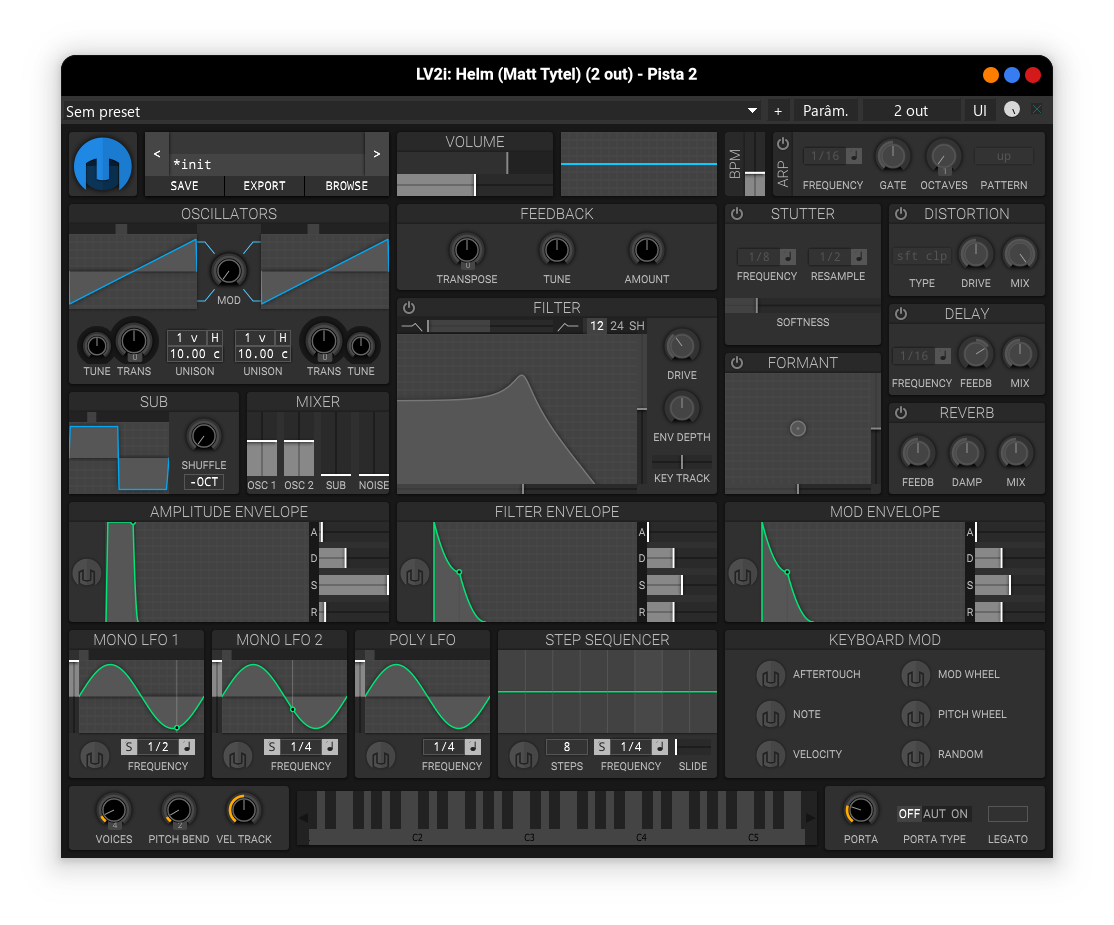 LV2i: Helm (Matt Tytel) (2 out) - Pista 2
Sem preset + Parâm. 2 out UI
< *init >
SAVE EXPORT BROWSE
VOLUME
BPM
ARP
1/16 up
FREQUENCY GATE OCTAVES PATTERN
1
OSCILLATORS
MOD
1 v H 1 v H
10.00 c 10.00 c
0 0
TUNE TRANS UNISON UNISON TRANS TUNE
FEEDBACK
0
TRANSPOSE TUNE AMOUNT
STUTTER
1/8 1/2
FREQUENCY RESAMPLE
SOFTNESS
DISTORTION
sft clp
TYPE DRIVE MIX
FILTER
12 24 SH
DRIVE
ENV DEPTH
KEY TRACK
DELAY
1/16
FREQUENCY FEEDB MIX
FORMANT
SUB
SHUFFLE
-OCT
MIXER
OSC 1 OSC 2 SUB NOISE
REVERB
FEEDB DAMP MIX
AMPLITUDE ENVELOPE
A
D
S
R
FILTER ENVELOPE
A
D
S
R
MOD ENVELOPE
A
D
S
R
MONO LFO 1
S 1/2
FREQUENCY
MONO LFO 2
S 1/4
FREQUENCY
POLY LFO
1/4
FREQUENCY
STEP SEQUENCER
8 S 1/4
STEPS FREQUENCY SLIDE
KEYBOARD MOD
AFTERTOUCH MOD WHEEL
NOTE PITCH WHEEL
VELOCITY RANDOM
4 2
VOICES PITCH BEND VEL TRACK
C2 C3 C4 C5
OFF AUT ON
PORTA PORTA TYPE LEGATO